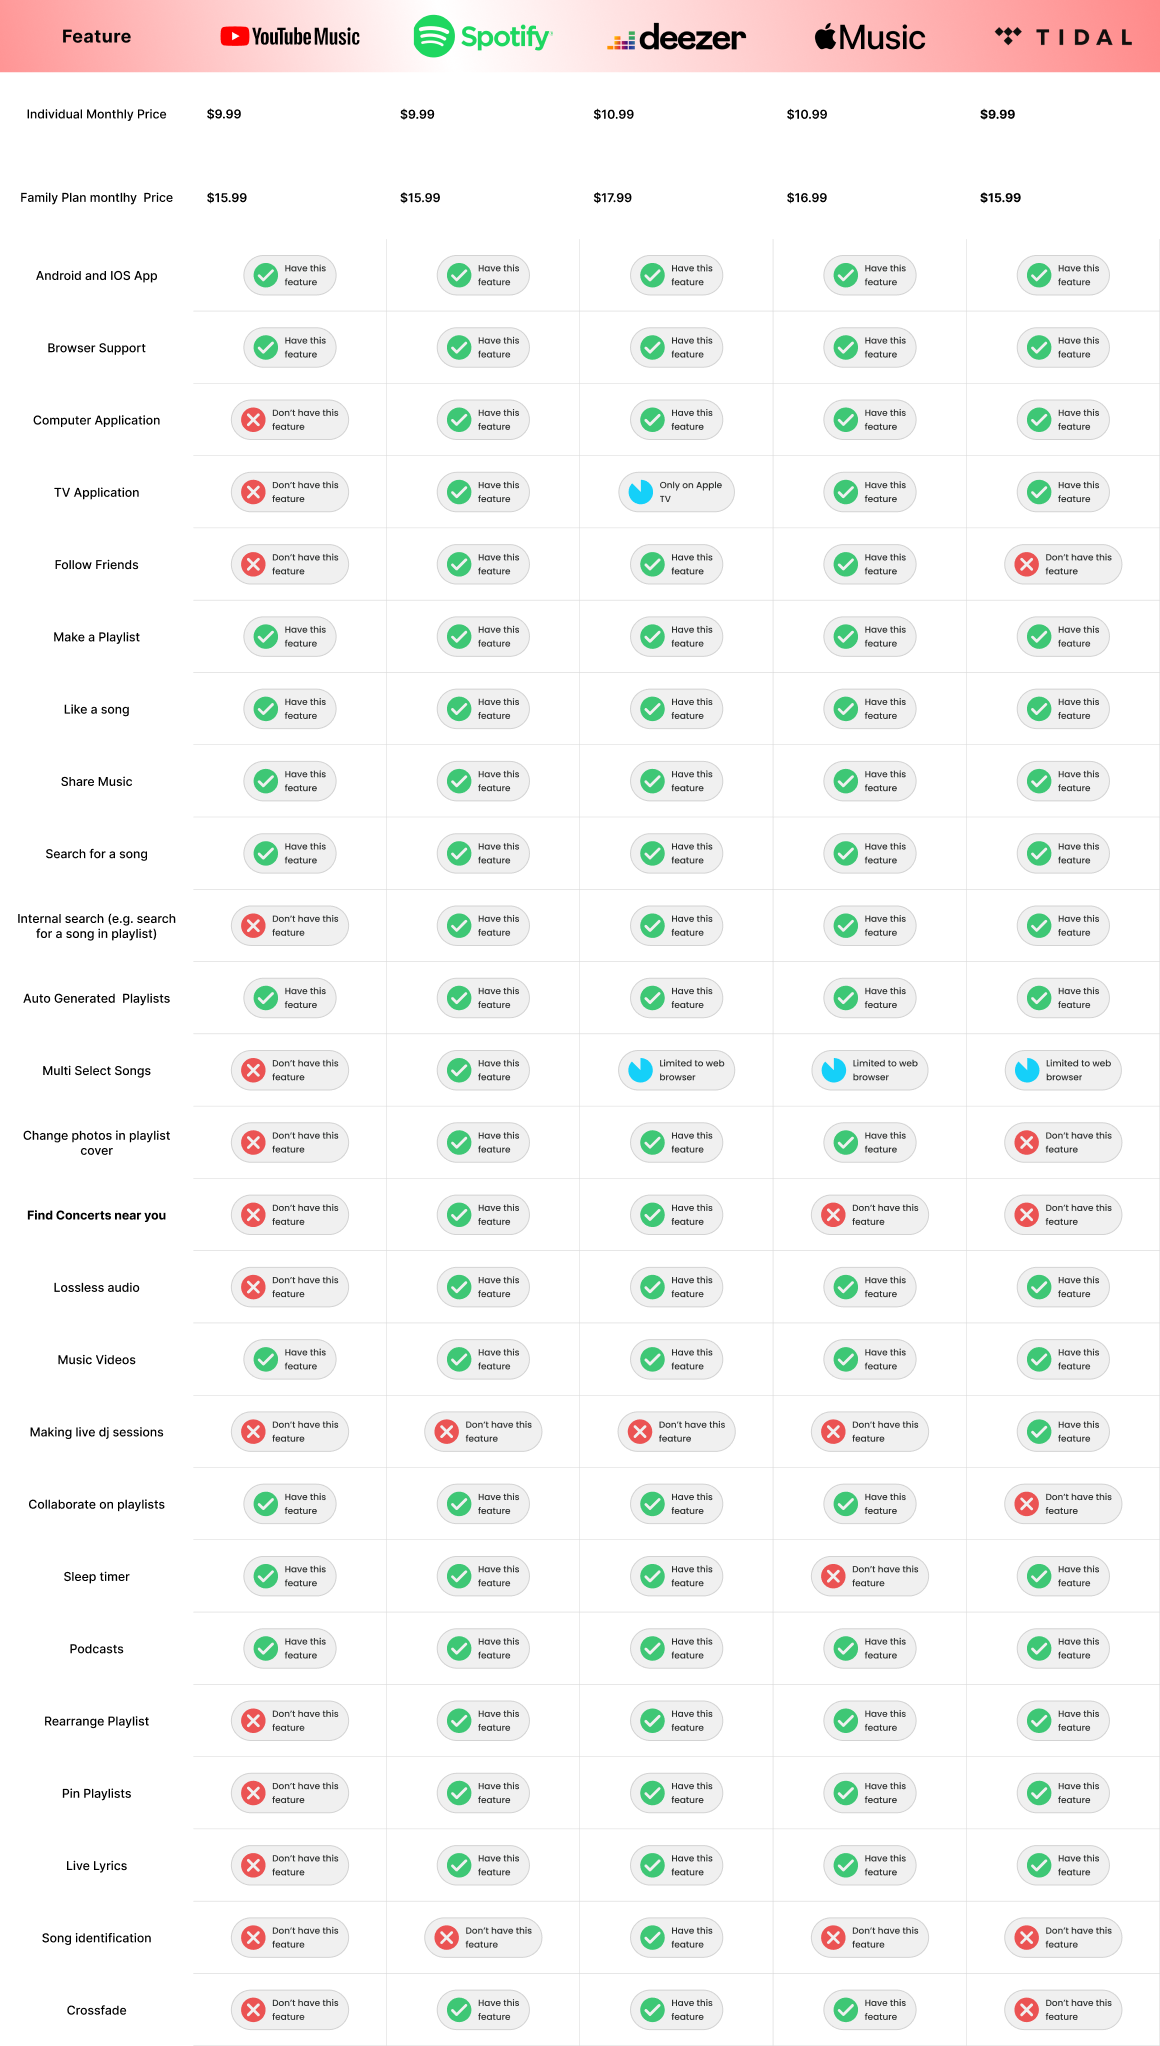 Feature YouTube Music Spotify deezer Music TIDAL
Individual Monthly Price $9.99 $9.99 $10.99 $10.99 $9.99
Family Plan montlhy Price $15.99 $15.99 $17.99 $16.99 $15.99
Android and IOS App Have this feature Have this feature Have this feature Have this feature Have this feature
Browser Support Have this feature Have this feature Have this feature Have this feature Have this feature
Computer Application Don't have this feature Have this feature Have this feature Have this feature Have this feature
TV Application Don't have this feature Have this feature Only on Apple TV Have this feature Have this feature
Follow Friends Don't have this feature Have this feature Have this feature Have this feature Don't have this feature
Make a Playlist Have this feature Have this feature Have this feature Have this feature Have this feature
Like a song Have this feature Have this feature Have this feature Have this feature Have this feature
Share Music Have this feature Have this feature Have this feature Have this feature Have this feature
Search for a song Have this feature Have this feature Have this feature Have this feature Have this feature
Internal search (e.g. search for a song in playlist) Don't have this feature Have this feature Have this feature Have this feature Have this feature
Auto Generated Playlists Have this feature Have this feature Have this feature Have this feature Have this feature
Multi Select Songs Don't have this feature Have this feature Limited to web browser Limited to web browser Limited to web browser
Change photos in playlist cover Don't have this feature Have this feature Have this feature Have this feature Don't have this feature
Find Concerts near you Don't have this feature Have this feature Have this feature Don't have this feature Don't have this feature
Lossless audio Don't have this feature Have this feature Have this feature Have this feature Have this feature
Music Videos Have this feature Have this feature Have this feature Have this feature Have this feature
Making live dj sessions Don't have this feature Don't have this feature Don't have this feature Don't have this feature Have this feature
Collaborate on playlists Have this feature Have this feature Have this feature Have this feature Don't have this feature
Sleep timer Have this feature Have this feature Have this feature Don't have this feature Have this feature
Podcasts Have this feature Have this feature Have this feature Have this feature Have this feature
Rearrange Playlist Don't have this feature Have this feature Have this feature Have this feature Have this feature
Pin Playlists Don't have this feature Have this feature Have this feature Have this feature Have this feature
Live Lyrics Don't have this feature Have this feature Have this feature Have this feature Have this feature
Song identification Don't have this feature Don't have this feature Have this feature Don't have this feature Don't have this feature
Crossfade Don't have this feature Have this feature Have this feature Have this feature Don't have this feature